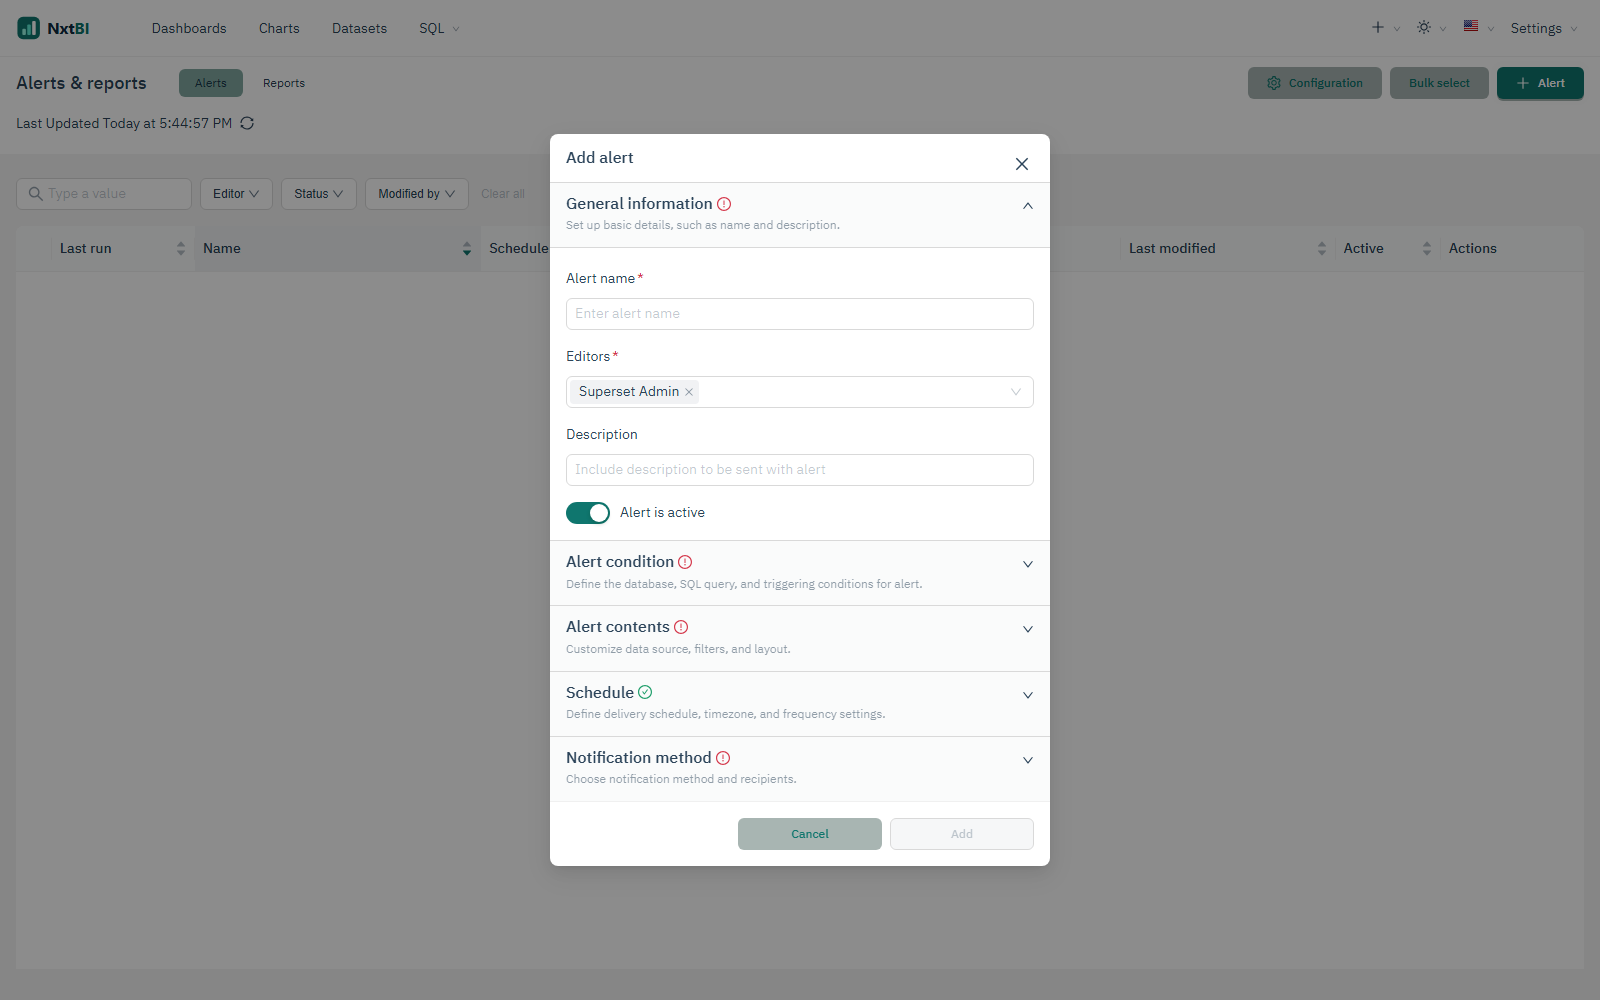 NxtBI
Dashboards
Charts
Datasets
SQL
Settings
Alerts & reports
Alerts
Reports
Configuration
Bulk select
Alert
Last Updated Today at 5:44:57 PM
Type a value
Editor
Status
Modified by
Clear all
Last run
Name
Schedule
Last modified
Active
Actions
Add alert
General information
Set up basic details, such as name and description.
Alert name*
Enter alert name
Editors*
Superset Admin
Description
Include description to be sent with alert
Alert is active
Alert condition
Define the database, SQL query, and triggering conditions for alert.
Alert contents
Customize data source, filters, and layout.
Schedule
Define delivery schedule, timezone, and frequency settings.
Notification method
Choose notification method and recipients.
Cancel
Add